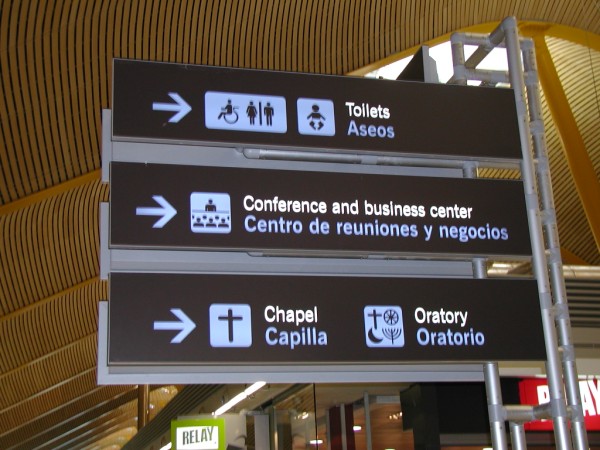 Toilets
Aseos
Conference and business center
Centro de reuniones y negocios
Chapel
Capilla
Oratory
Oratorio
RELAY